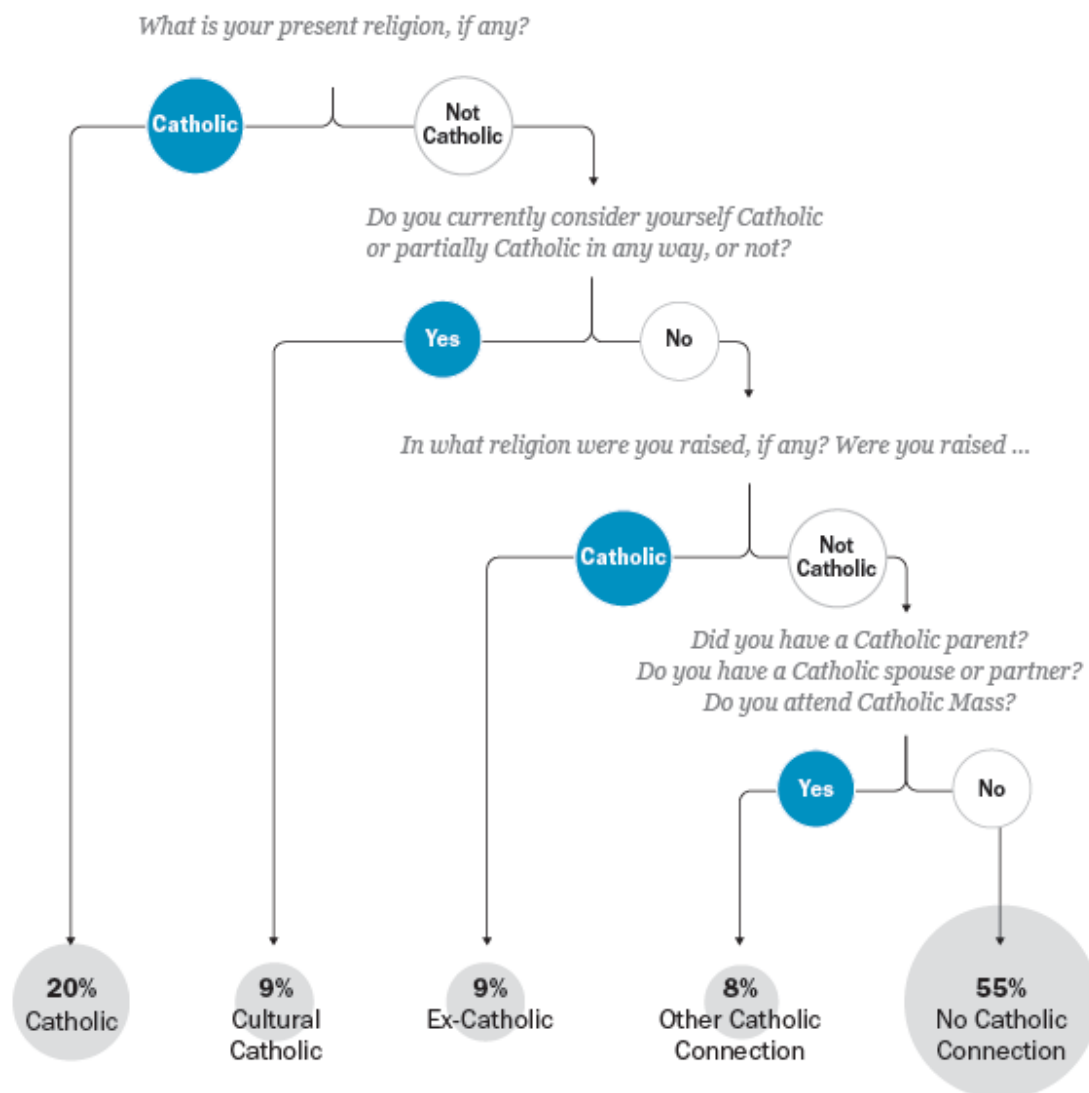 What is your present religion, if any?
Catholic
Not
Catholic
Do you currently consider yourself Catholic
or partially Catholic in any way, or not?
Yes
No
In what religion were you raised, if any? Were you raised ...
Catholic
Not
Catholic
Did you have a Catholic parent?
Do you have a Catholic spouse or partner?
Do you attend Catholic Mass?
Yes
No
20%
Catholic
9%
Cultural
Catholic
9%
Ex-Catholic
8%
Other Catholic
Connection
55%
No Catholic
Connection